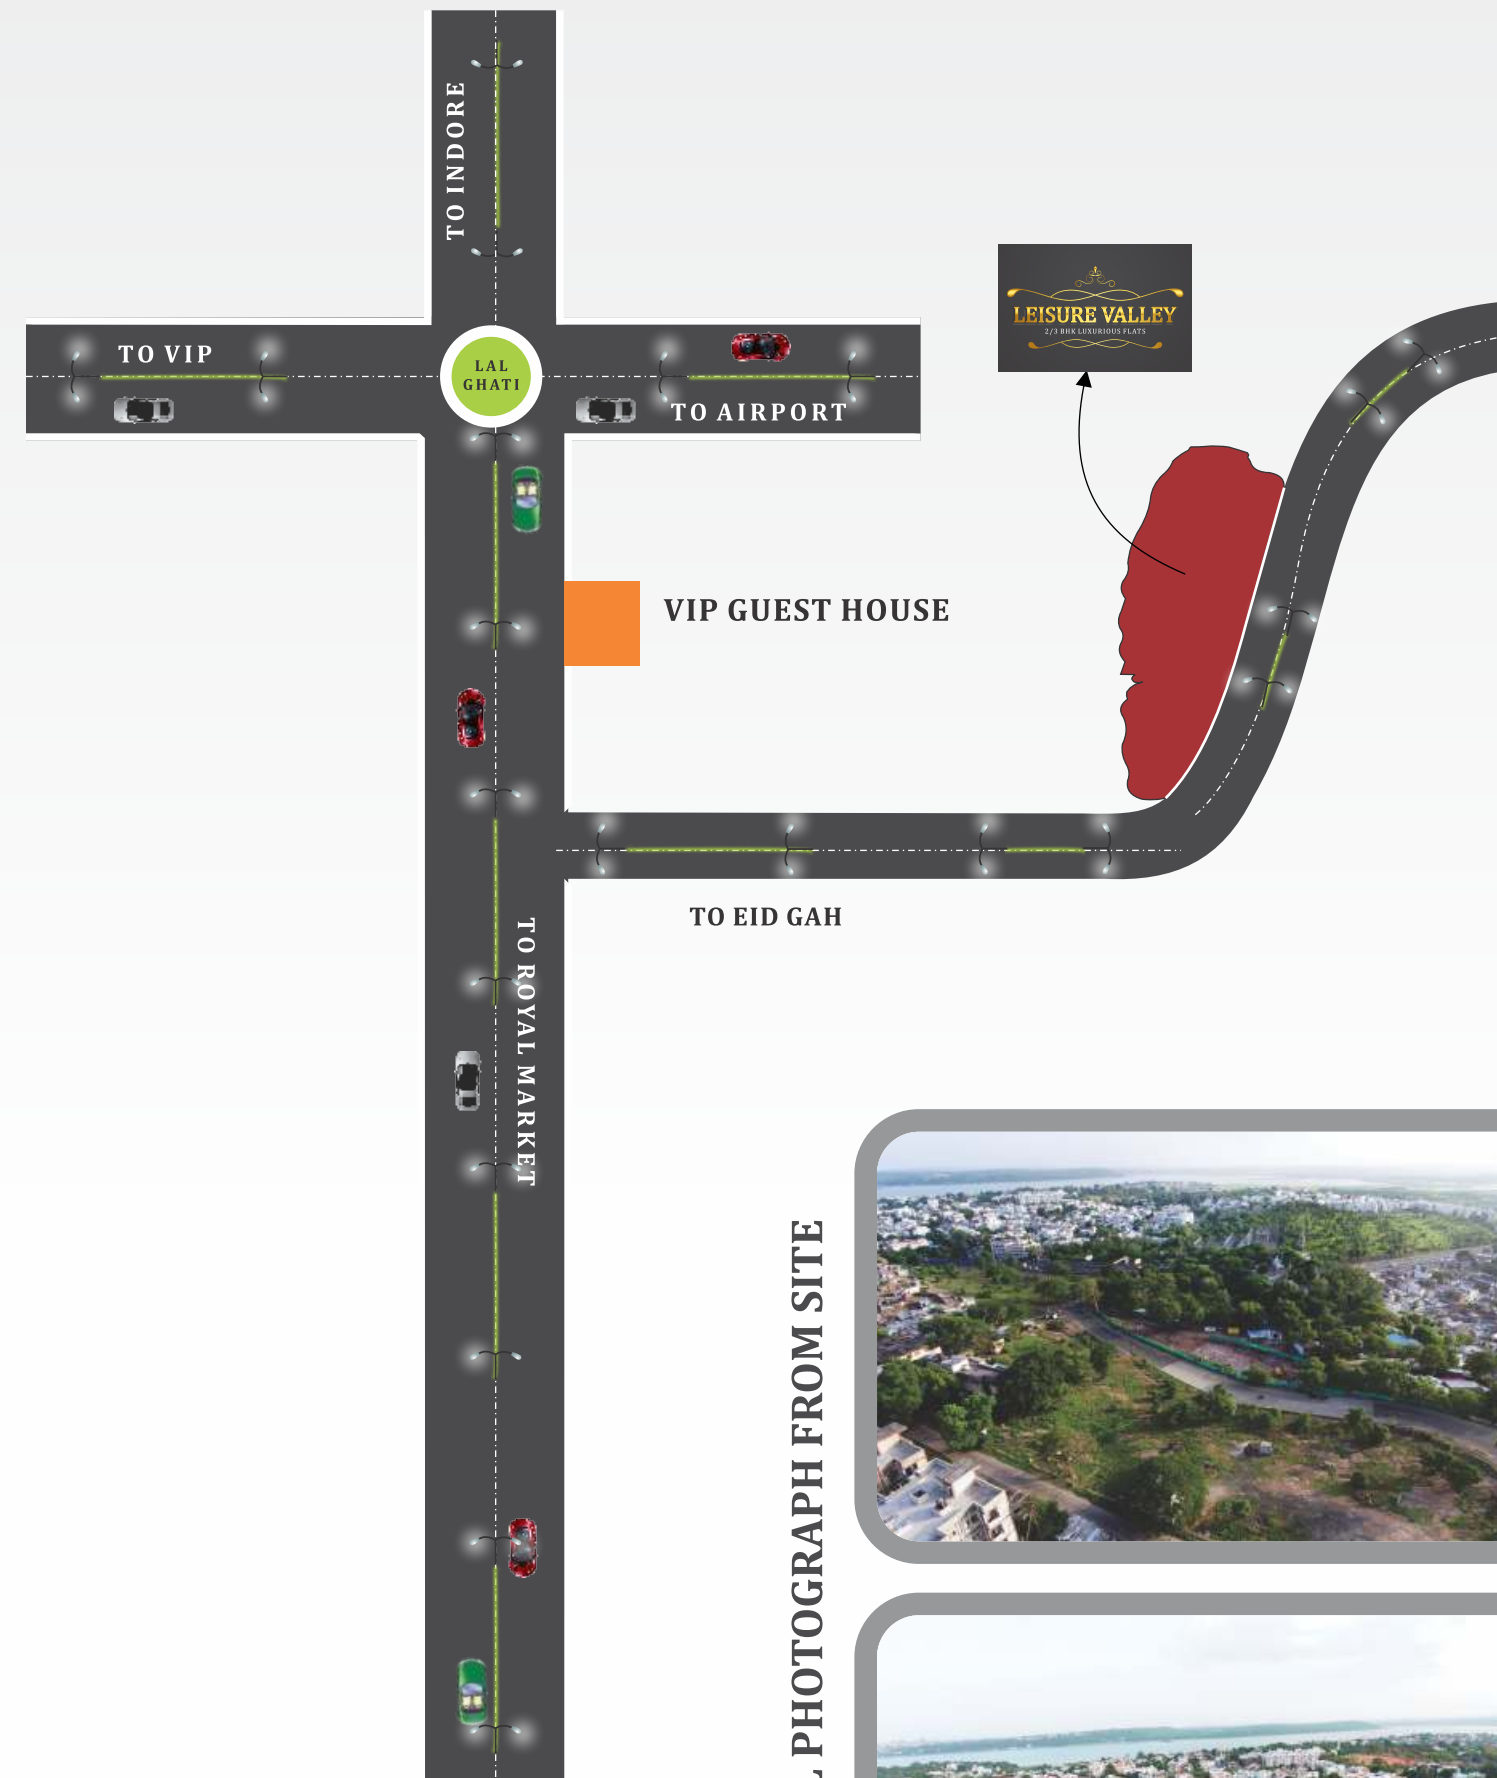 TO INDORE
TO VIP
LAL
GHATI
TO AIRPORT
LEISURE VALLEY
2/3 BHK LUXURIOUS FLATS
VIP GUEST HOUSE
TO EID GAH
TO ROYAL MARKET
PHOTOGRAPH FROM SITE